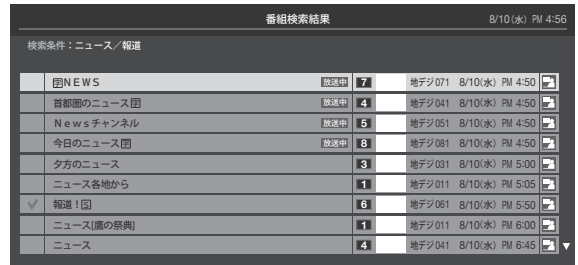 番組検索結果 8/10(水) PM 4:56
検索条件：ニュース／報道
🈑NEWS 放送中 7 地デジ071 8/10(水) PM 4:50
首都圏のニュース🈑 放送中 4 地デジ041 8/10(水) PM 4:50
Newsチャンネル 放送中 5 地デジ051 8/10(水) PM 4:50
今日のニュース🈑 放送中 8 地デジ081 8/10(水) PM 4:50
夕方のニュース 3 地デジ031 8/10(水) PM 5:00
ニュース各地から 1 地デジ011 8/10(水) PM 5:05
報道！🅂 6 地デジ061 8/10(水) PM 5:50
ニュース[鷹の祭典] 1 地デジ011 8/10(水) PM 6:00
ニュース 4 地デジ041 8/10(水) PM 6:45